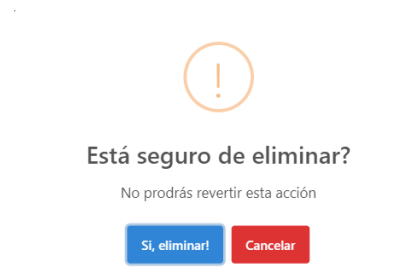 Está seguro de eliminar?
No prodrás revertir esta acción
Si, eliminar! Cancelar